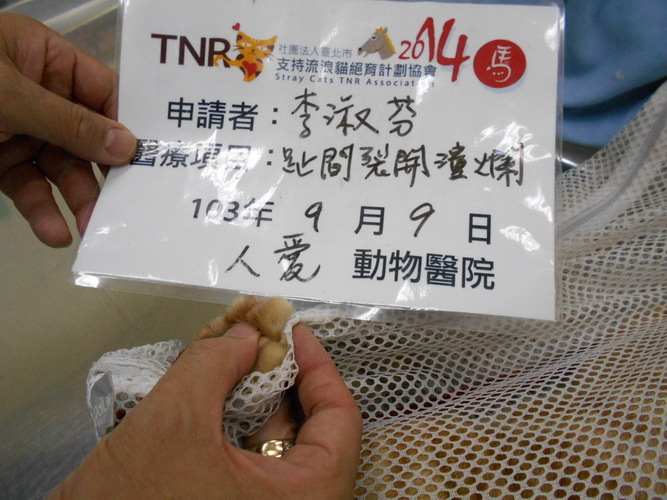 TNR 社團法人臺北市 2014 馬
支持流浪貓絕育計劃協會
Stray Cats TNR Association
申請者：李淑芬
醫療項目：趾間裂開潰爛
103年 9月9日
人愛 動物醫院